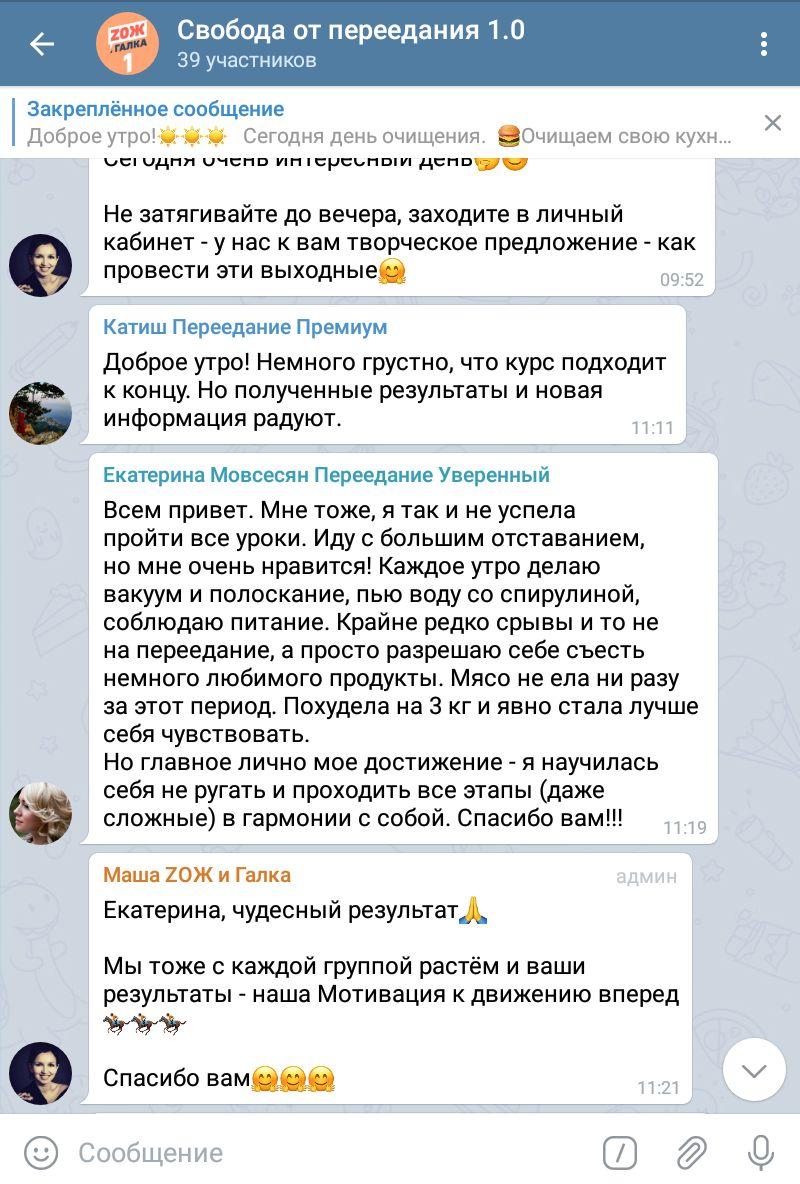 ZОЖ
ГАЛКА
1
Свобода от переедания 1.0
39 участников
Закреплённое сообщение
Доброе утро!☀️☀️☀️ Сегодня день очищения. 🍔Очищаем свою кухн...
Сегодня очень интересный день🤔😊
Не затягивайте до вечера, заходите в личный
кабинет - у нас к вам творческое предложение - как
провести эти выходные🤗
09:52
Катиш Переедание Премиум
Доброе утро! Немного грустно, что курс подходит
к концу. Но полученные результаты и новая
информация радуют.
11:11
Екатерина Мовсесян Переедание Уверенный
Всем привет. Мне тоже, я так и не успела
пройти все уроки. Иду с большим отставанием,
но мне очень нравится! Каждое утро делаю
вакуум и полоскание, пью воду со спирулиной,
соблюдаю питание. Крайне редко срывы и то не
на переедание, а просто разрешаю себе съесть
немного любимого продукты. Мясо не ела ни разу
за этот период. Похудела на 3 кг и явно стала лучше
себя чувствовать.
Но главное лично мое достижение - я научилась
себя не ругать и проходить все этапы (даже
сложные) в гармонии с собой. Спасибо вам!!!
11:19
Маша ZОЖ и Галка
админ
Екатерина, чудесный результат🙏
Мы тоже с каждой группой растём и ваши
результаты - наша Мотивация к движению вперед
🏇🏇🏇
Спасибо вам🤗🤗🤗
11:21
Сообщение